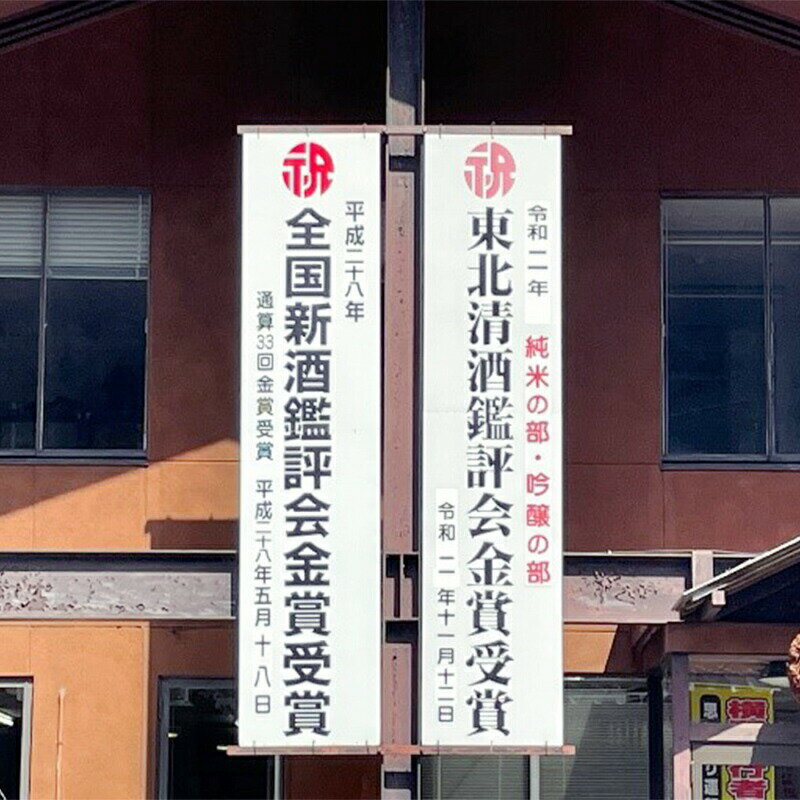 祝
令和二年
純米の部・吟醸の部
東北清酒鑑評会金賞受賞
令和二年十一月十二日
祝
平成二十八年
全国新酒鑑評会金賞受賞
通算33回金賞受賞 平成二十八年五月十八日